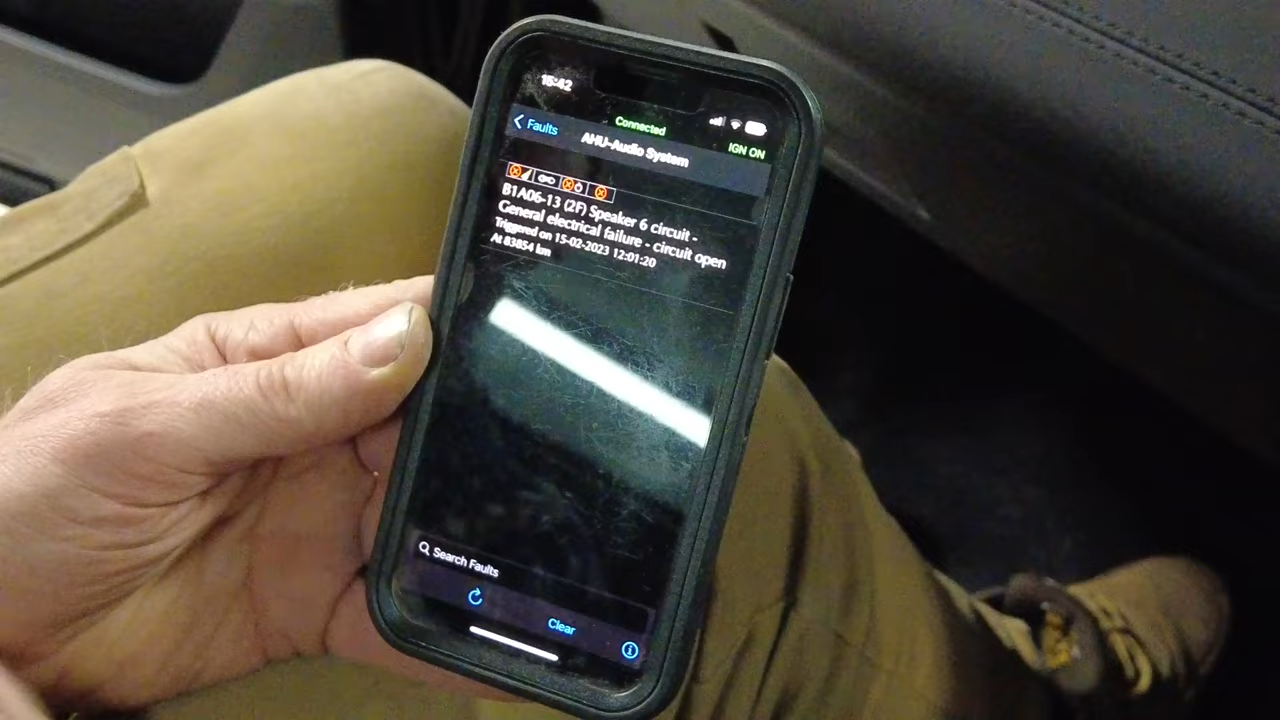 15:42
Connected
Faults
IGN ON
AHU-Audio System
B1A06-13 (2F) Speaker 6 circuit -
General electrical failure - circuit open
Triggered on 15-02-2023 12:01:20
At 83854 km
Search Faults
Clear